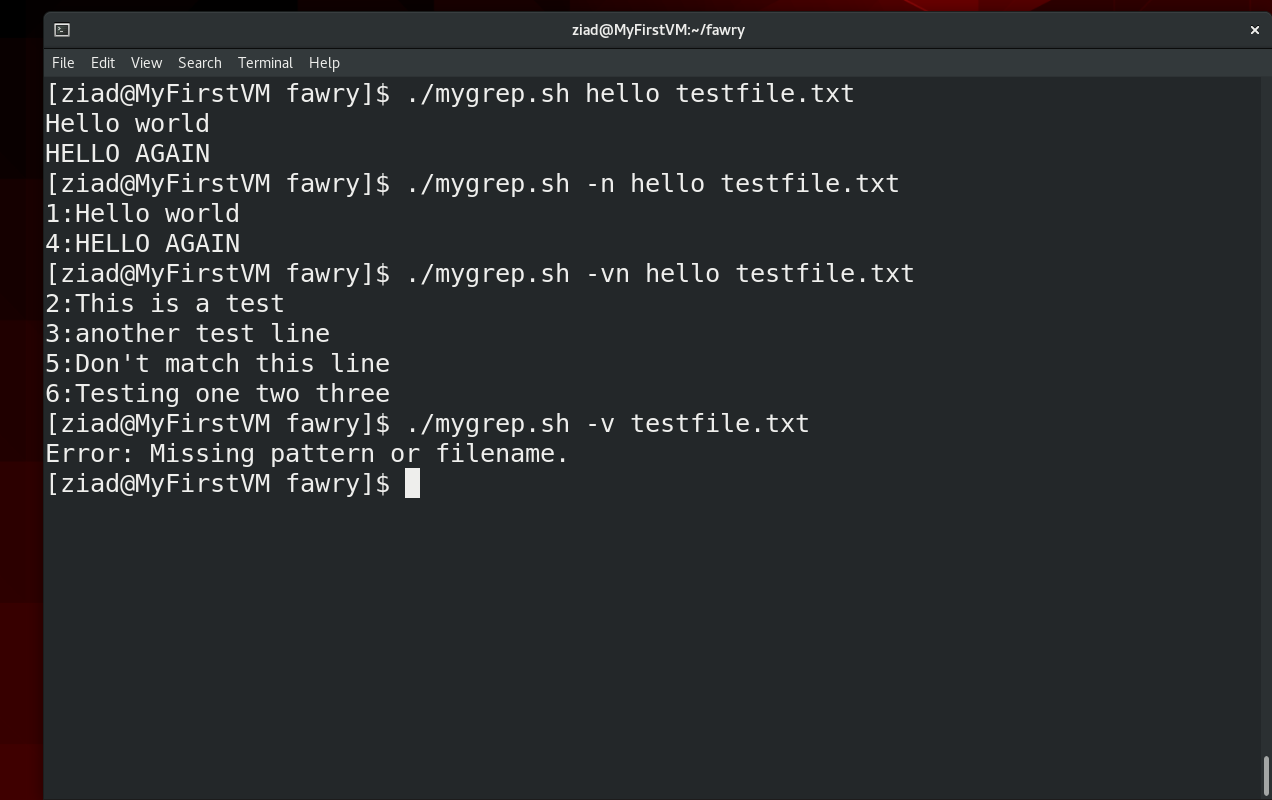 ziad@MyFirstVM:~/fawry
File Edit View Search Terminal Help
[ziad@MyFirstVM fawry]$ ./mygrep.sh hello testfile.txt
Hello world
HELLO AGAIN
[ziad@MyFirstVM fawry]$ ./mygrep.sh -n hello testfile.txt
1:Hello world
4:HELLO AGAIN
[ziad@MyFirstVM fawry]$ ./mygrep.sh -vn hello testfile.txt
2:This is a test
3:another test line
5:Don't match this line
6:Testing one two three
[ziad@MyFirstVM fawry]$ ./mygrep.sh -v testfile.txt
Error: Missing pattern or filename.
[ziad@MyFirstVM fawry]$